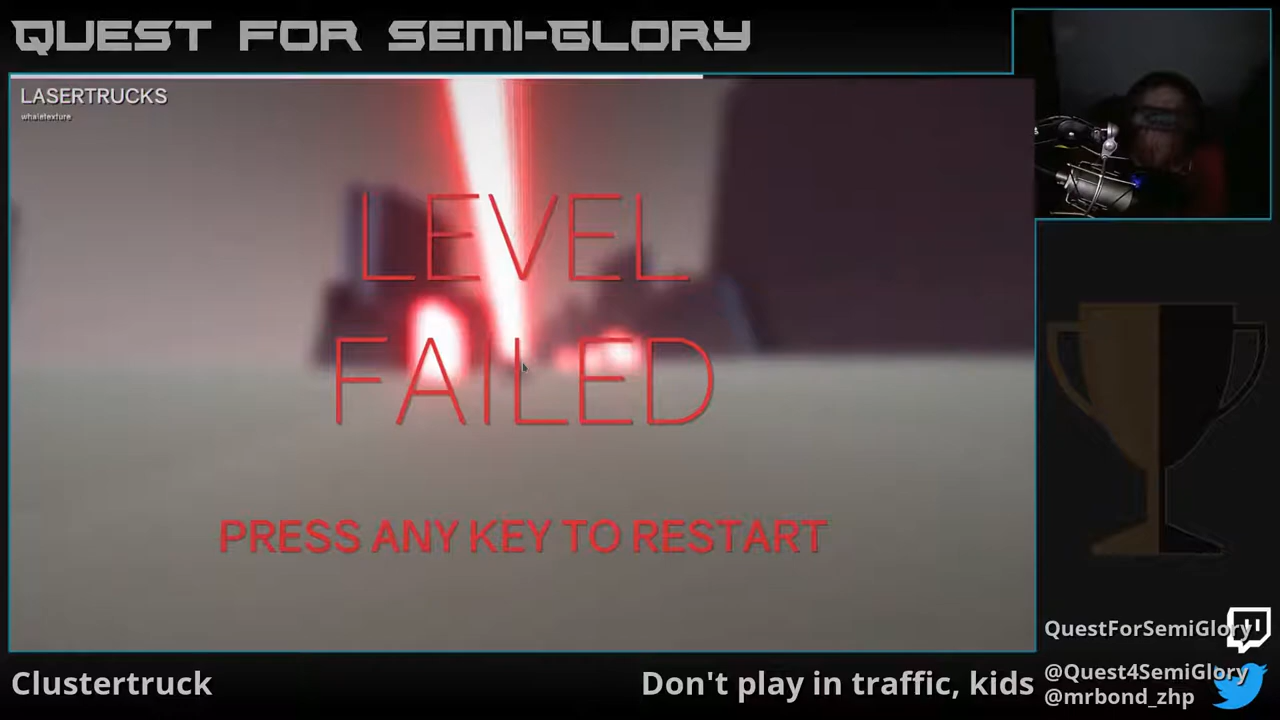 QUEST FOR SEMI-GLORY
LASERTRUCKS
whaletexture
LEVEL
FAILED
PRESS ANY KEY TO RESTART
QuestForSemiGlory
@Quest4SemiGlory
@mrbond_zhp
Clustertruck
Don't play in traffic, kids